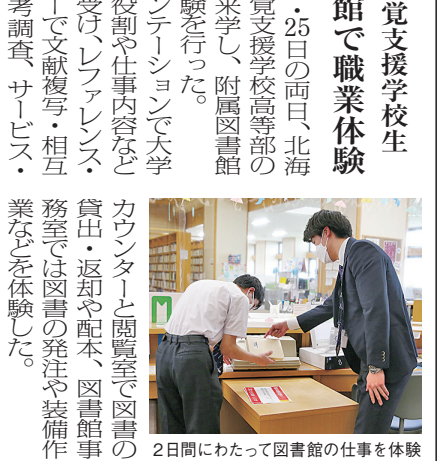 覚支援学校生
館で職業体験
・25日の両日、北海
覚支援学校高等部の
来学し、附属図書館
験を行った。
ンテーションで大学
役割や仕事内容など
受け、レファレンス・
ーで文献複写・相互
考調査、サービス・
カウンターと閲覧室で図書の
貸出・返却や配本、図書館事
務室では図書の発注や装備作
業などを体験した。
2日間にわたって図書館の仕事を体験